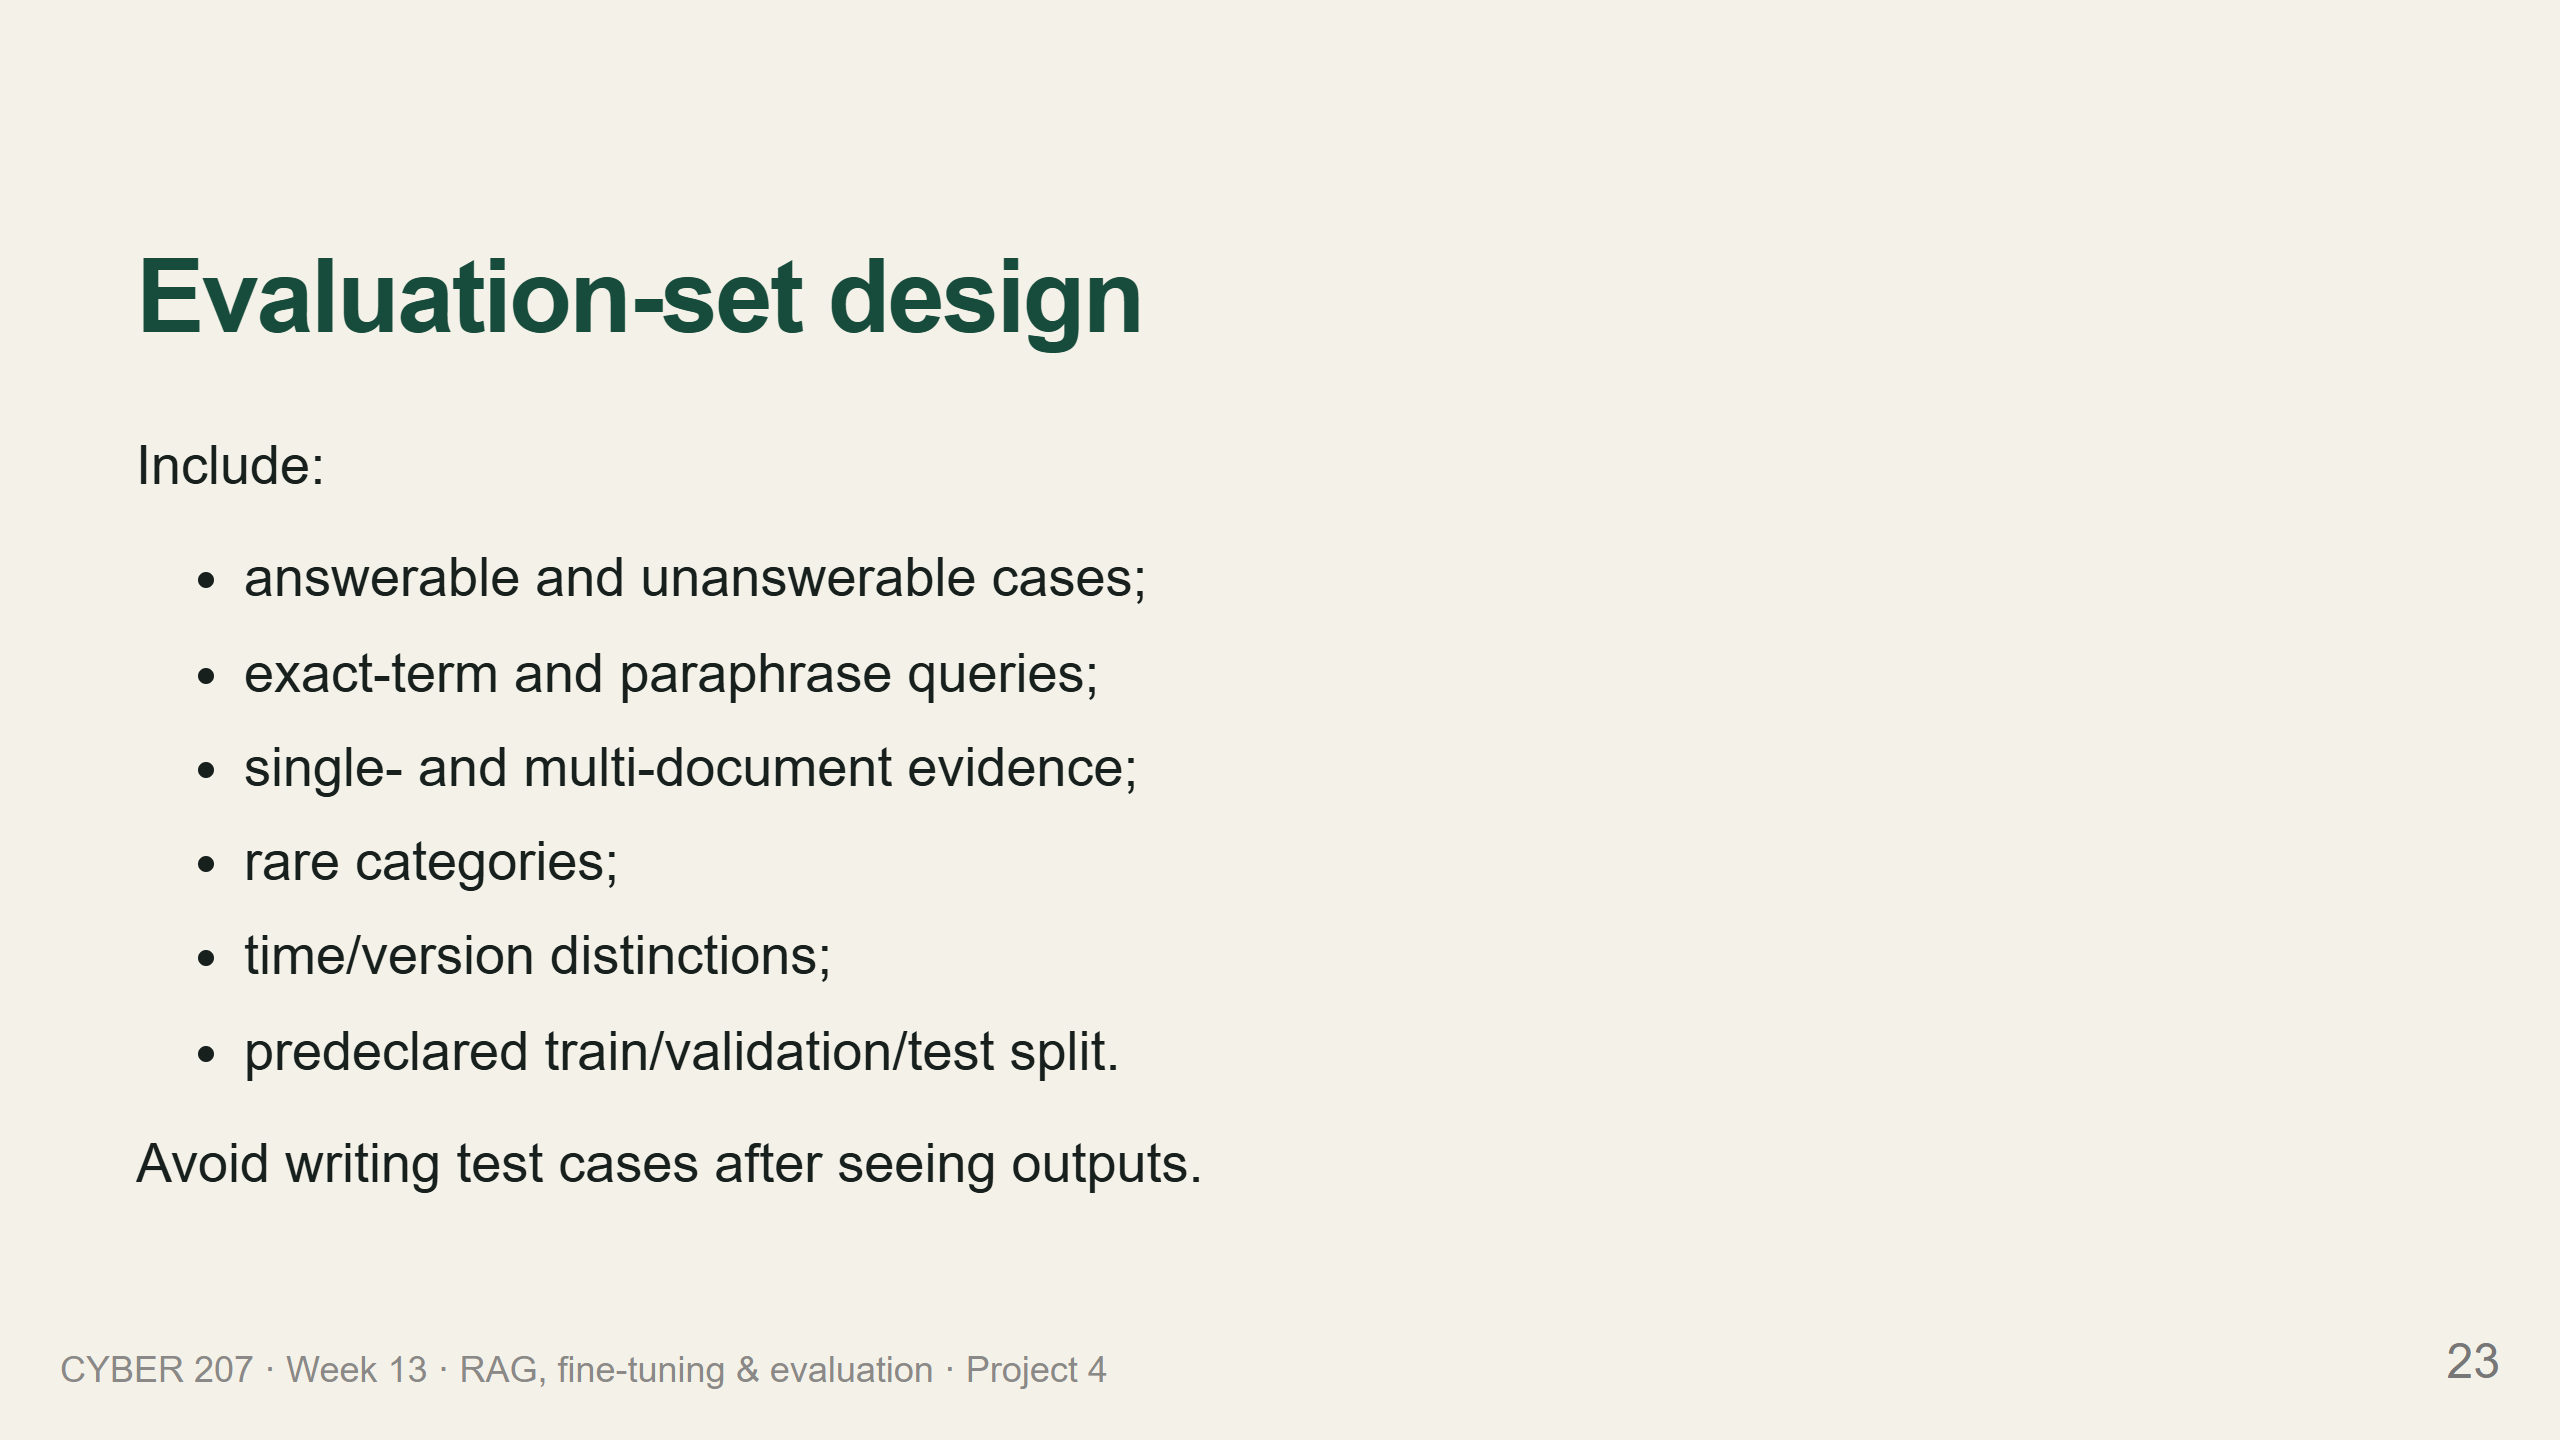 Evaluation-set design
Include:
• answerable and unanswerable cases;
• exact-term and paraphrase queries;
• single- and multi-document evidence;
• rare categories;
• time/version distinctions;
• predeclared train/validation/test split.
Avoid writing test cases after seeing outputs.
CYBER 207 · Week 13 · RAG, fine-tuning & evaluation · Project 4
23